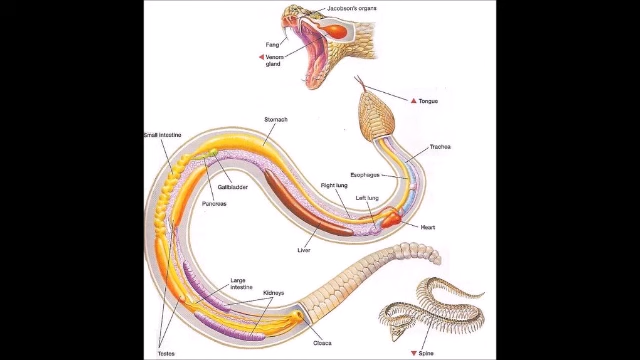 Jacobson's organs
Fang
Venom
gland
Tongue
Stomach
Small intestine
Trachea
Esophagus
Gallbladder
Right lung
Left lung
Pancreas
Heart
Liver
Large
intestine
Kidneys
Cloaca
Testes
Spine